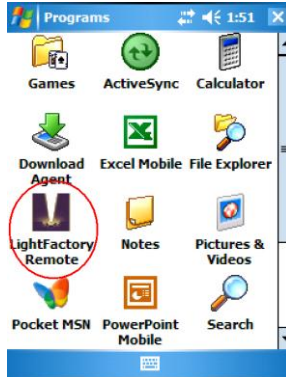 Programs 1:51
Games ActiveSync Calculator
Download Excel Mobile File Explorer
Agent
LightFactory Notes Pictures &
Remote Videos
Pocket MSN PowerPoint Search
Mobile